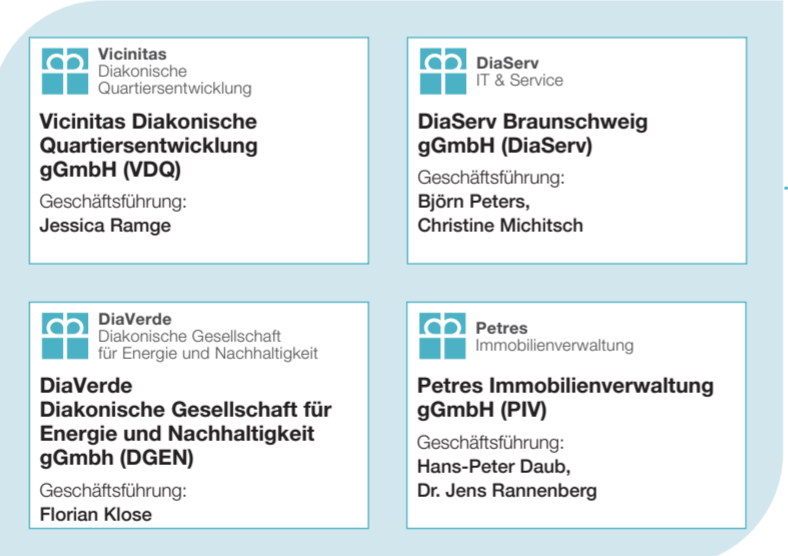 Vicinitas
Diakonische
Quartiersentwicklung
Vicinitas Diakonische
Quartiersentwicklung
gGmbH (VDQ)
Geschäftsführung:
Jessica Ramge
DiaServ
IT & Service
DiaServ Braunschweig
gGmbH (DiaServ)
Geschäftsführung:
Björn Peters,
Christine Michitsch
DiaVerde
Diakonische Gesellschaft
für Energie und Nachhaltigkeit
DiaVerde
Diakonische Gesellschaft für
Energie und Nachhaltigkeit
gGmbh (DGEN)
Geschäftsführung:
Florian Klose
Petres
Immobilienverwaltung
Petres Immobilienverwaltung
gGmbH (PIV)
Geschäftsführung:
Hans-Peter Daub,
Dr. Jens Rannenberg